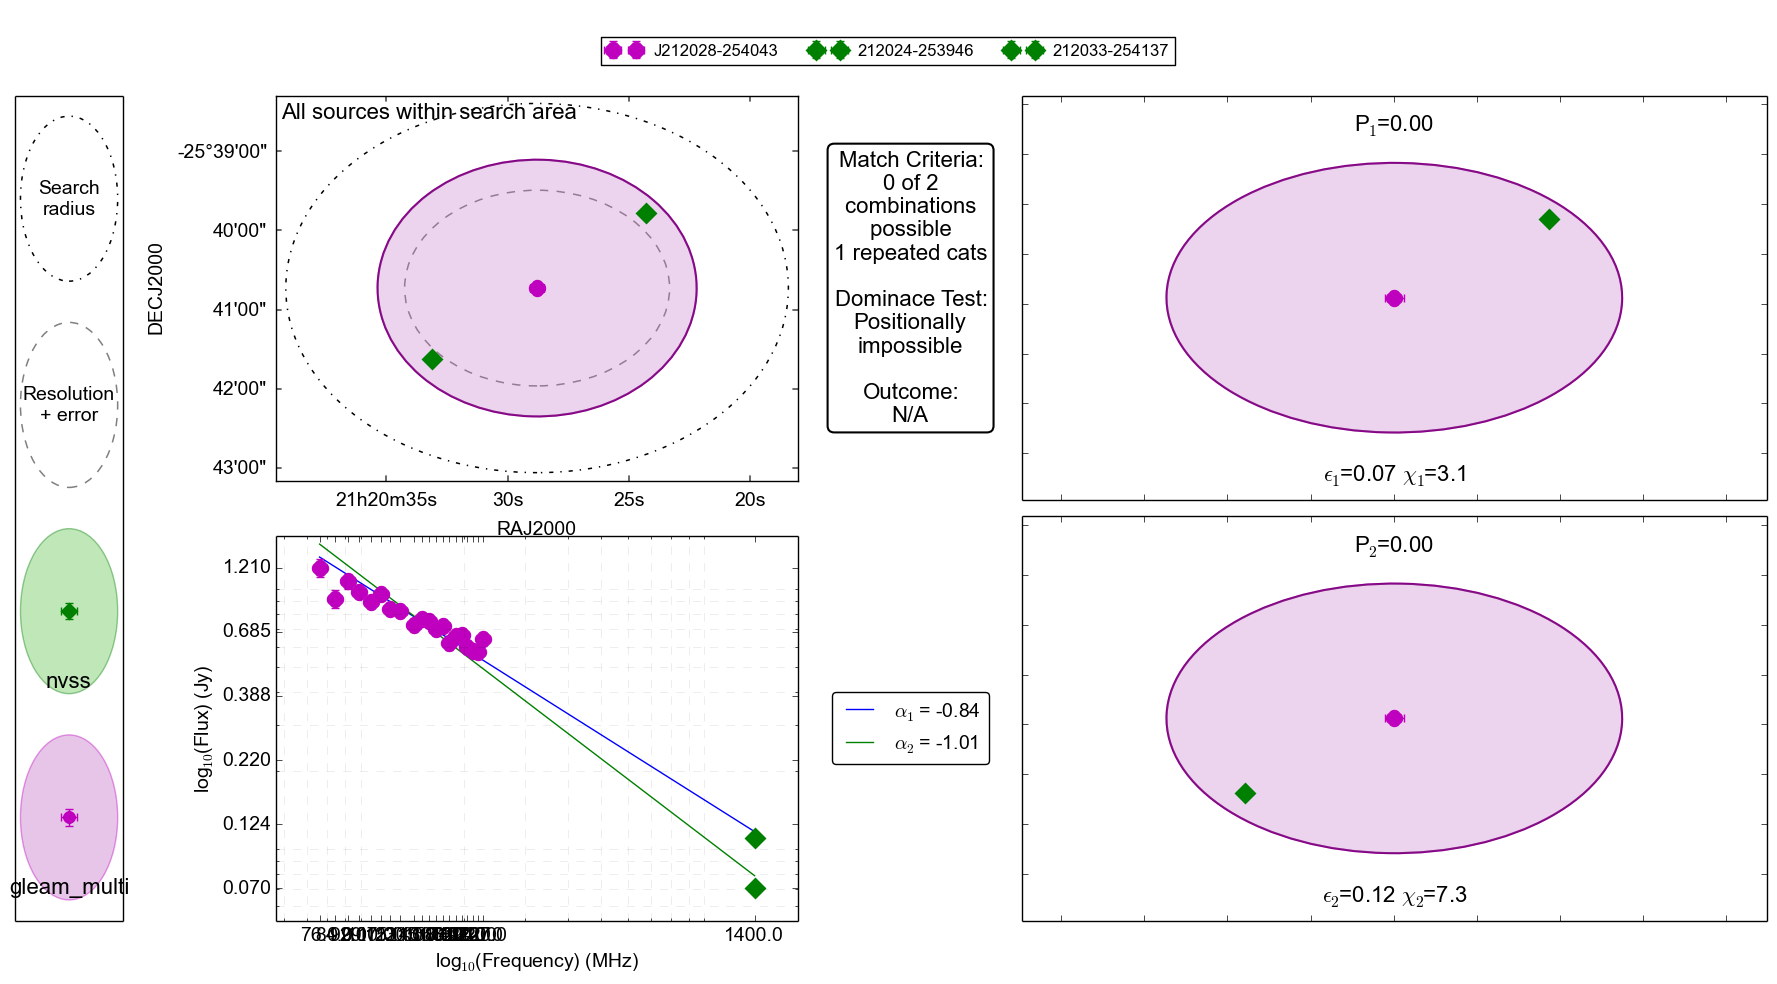 J212028-254043 212024-253946 212033-254137
Search
radius
Resolution
+ error
nvss
gleam_multi
All sources within search area
-25°39'00"
40'00"
41'00"
42'00"
43'00"
DECJ2000
21h20m35s 30s 25s 20s
RAJ2000
Match Criteria:
0 of 2
combinations
possible
1 repeated cats
Dominace Test:
Positionally
impossible
Outcome:
N/A
P1=0.00
ϵ1=0.07 χ1=3.1
1.210
0.685
0.388
0.220
0.124
0.070
log10(Flux) (Jy)
1400.0
log10(Frequency) (MHz)
α1 = -0.84
α2 = -1.01
P2=0.00
ϵ2=0.12 χ2=7.3